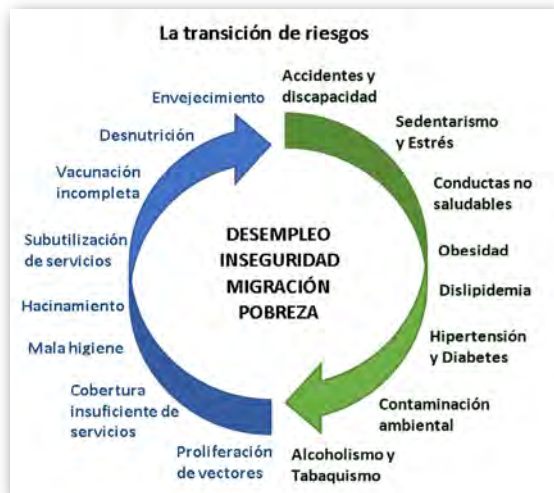 La transición de riesgos
Accidentes y
discapacidad
Sedentarismo
y Estrés
Conductas no
saludables
Obesidad
Dislipidemia
Hipertensión
y Diabetes
Contaminación
ambiental
Alcoholismo y
Tabaquismo
Proliferación
de vectores
Cobertura
insuficiente de
servicios
Mala higiene
Hacinamiento
Subutilización
de servicios
Vacunación
incompleta
Desnutrición
Envejecimiento
DESEMPLEO
INSEGURIDAD
MIGRACIÓN
POBREZA